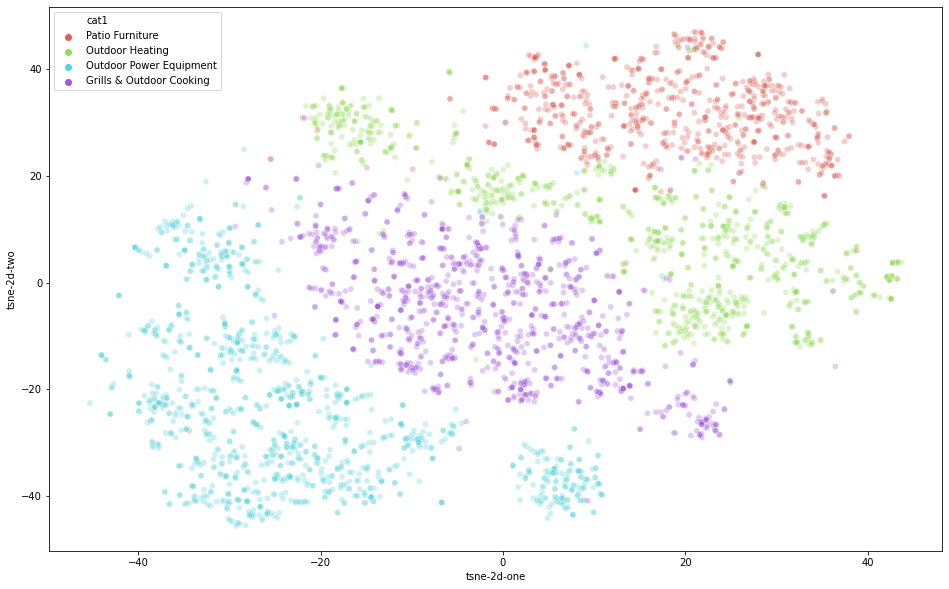 cat1
Patio Furniture
Outdoor Heating
Outdoor Power Equipment
Grills & Outdoor Cooking
40
20
0
−20
−40
tsne-2d-two
−40
−20
0
20
40
tsne-2d-one